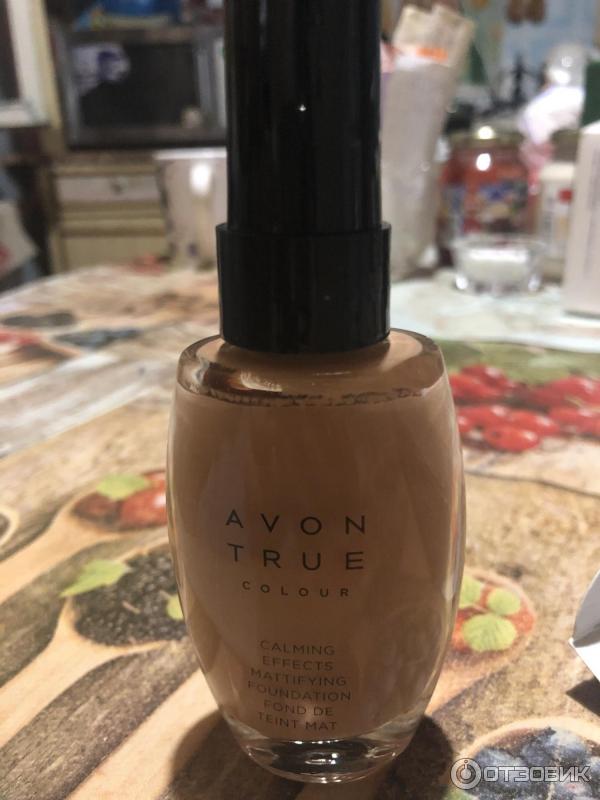 AVON
TRUE
COLOUR
CALMING
EFFECTS
MATTIFYING
FOUNDATION
FOND DE
TEINT MAT
ОТЗОВИК